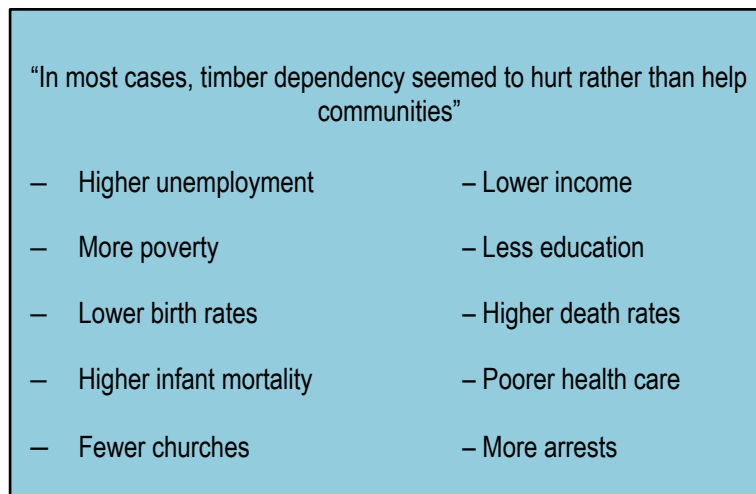 “In most cases, timber dependency seemed to hurt rather than help
communities”
– Higher unemployment – Lower income
– More poverty – Less education
– Lower birth rates – Higher death rates
– Higher infant mortality – Poorer health care
– Fewer churches – More arrests